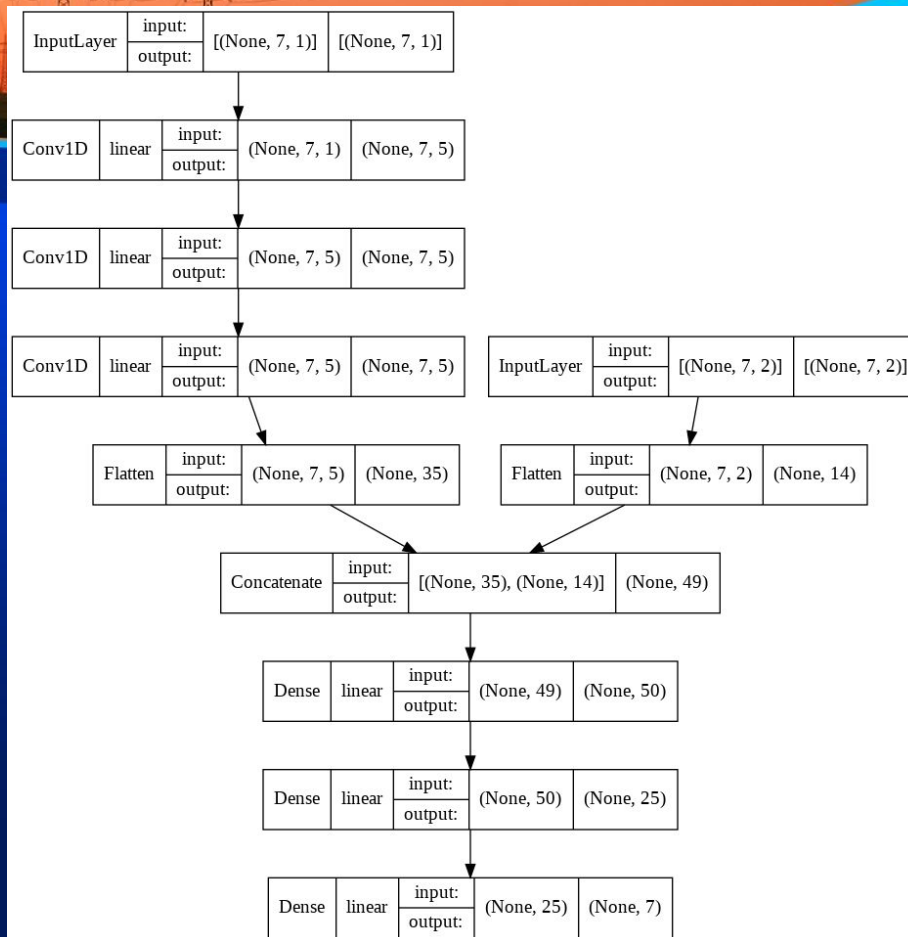 InputLayer input: output: [(None, 7, 1)] [(None, 7, 1)]
Conv1D linear input: output: (None, 7, 1) (None, 7, 5)
Conv1D linear input: output: (None, 7, 5) (None, 7, 5)
Conv1D linear input: output: (None, 7, 5) (None, 7, 5)
InputLayer input: output: [(None, 7, 2)] [(None, 7, 2)]
Flatten input: output: (None, 7, 5) (None, 35)
Flatten input: output: (None, 7, 2) (None, 14)
Concatenate input: output: [(None, 35), (None, 14)] (None, 49)
Dense linear input: output: (None, 49) (None, 50)
Dense linear input: output: (None, 50) (None, 25)
Dense linear input: output: (None, 25) (None, 7)